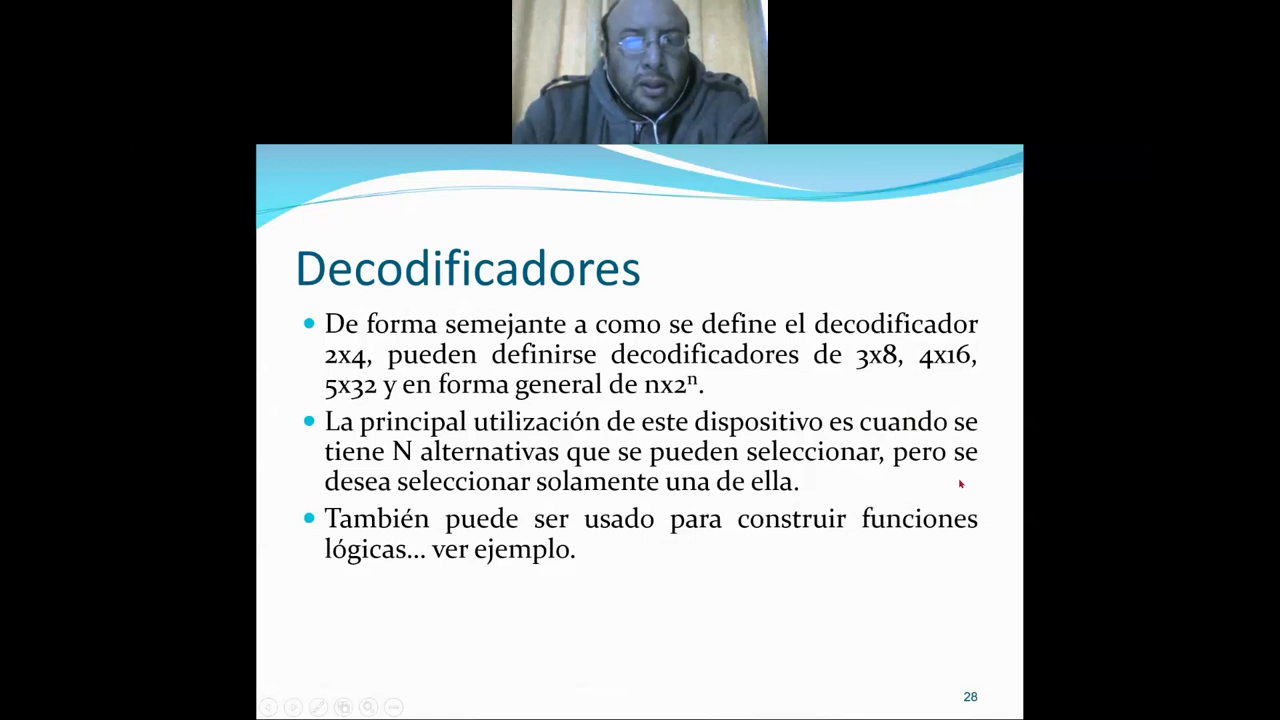 Decodificadores
• De forma semejante a como se define el decodificador
2x4, pueden definirse decodificadores de 3x8, 4x16,
5x32 y en forma general de nx2ⁿ.
• La principal utilización de este dispositivo es cuando se
tiene N alternativas que se pueden seleccionar, pero se
desea seleccionar solamente una de ella.
• También puede ser usado para construir funciones
lógicas... ver ejemplo.
28